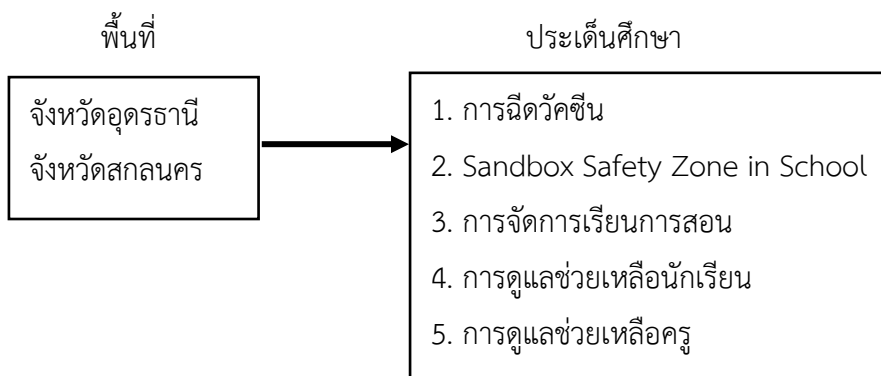 พื้นที่
ประเด็นศึกษา
จังหวัดอุดรธานี
จังหวัดสกลนคร
1. การฉีดวัคซีน
2. Sandbox Safety Zone in School
3. การจัดการเรียนการสอน
4. การดูแลช่วยเหลือนักเรียน
5. การดูแลช่วยเหลือครู